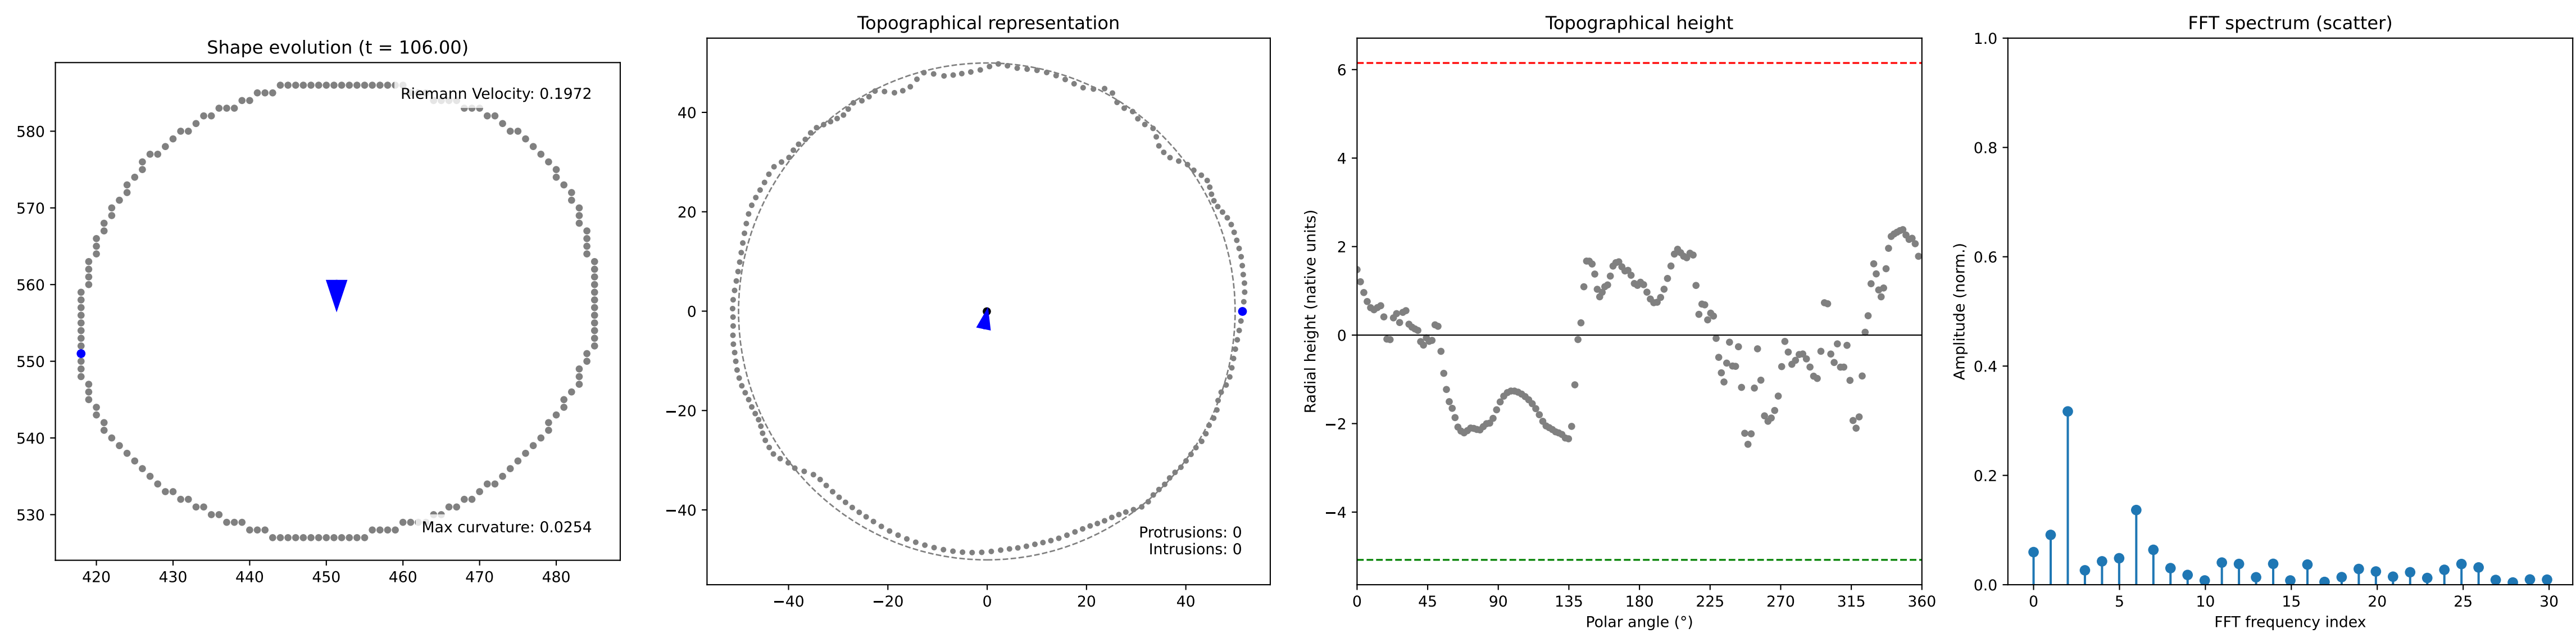 Shape evolution (t = 106.00)
Riemann Velocity: 0.1972
Max curvature: 0.0254
580
570
560
550
540
530
420 430 440 450 460 470 480
Topographical representation
40
20
0
−20
−40
−40 −20 0 20 40
Protrusions: 0
Intrusions: 0
Topographical height
Radial height (native units)
6
4
2
0
−2
−4
0 45 90 135 180 225 270 315 360
Polar angle (°)
FFT spectrum (scatter)
Amplitude (norm.)
1.0
0.8
0.6
0.4
0.2
0.0
0 5 10 15 20 25 30
FFT frequency index